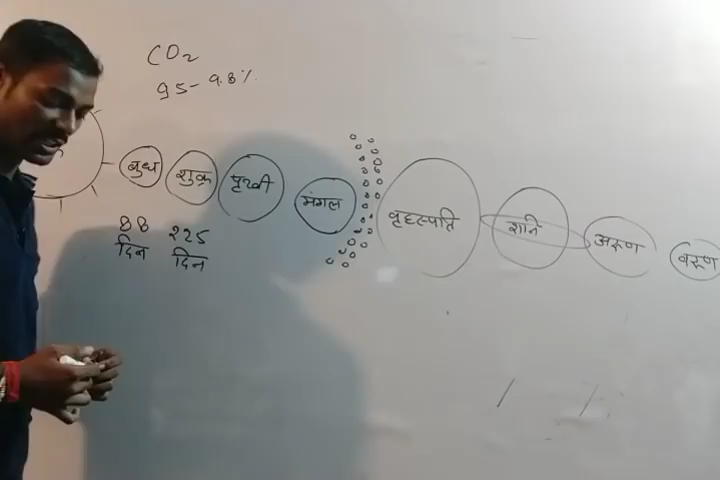 CO2
95-98%
बुध
शुक्र
पृथ्वी
मंगल
वृहस्पति
शनि
अरूण
वरूण
88
दिन
225
दिन